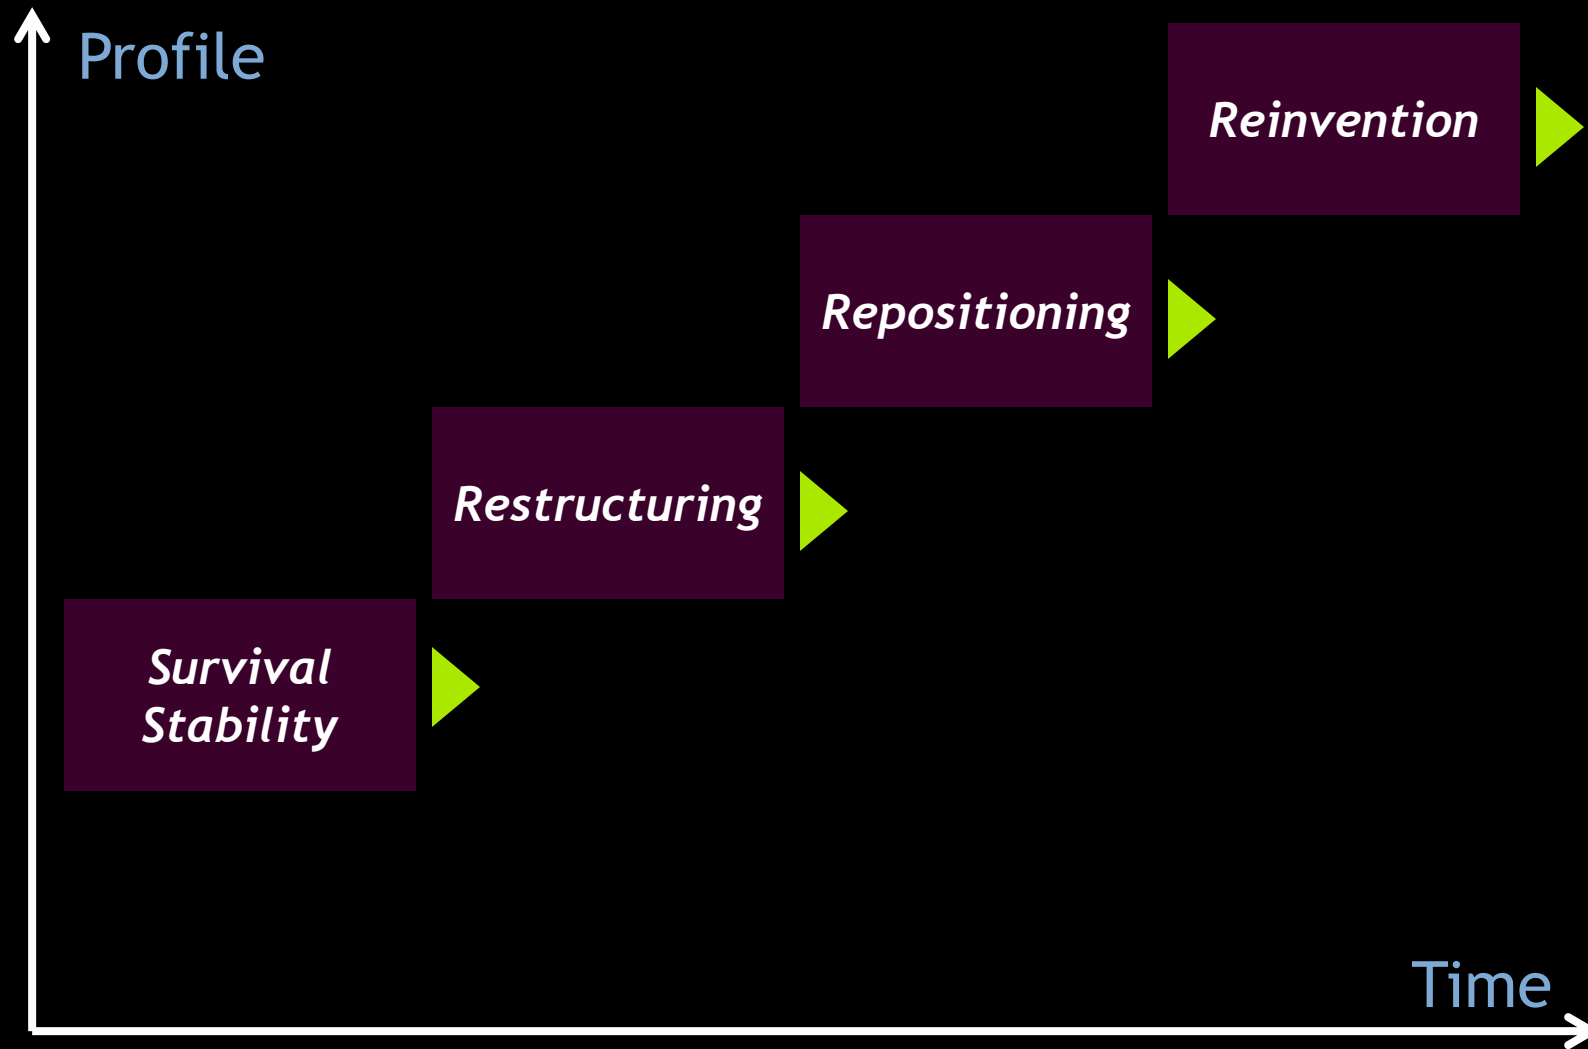 Profile
Reinvention
Repositioning
Restructuring
Survival
Stability
Time